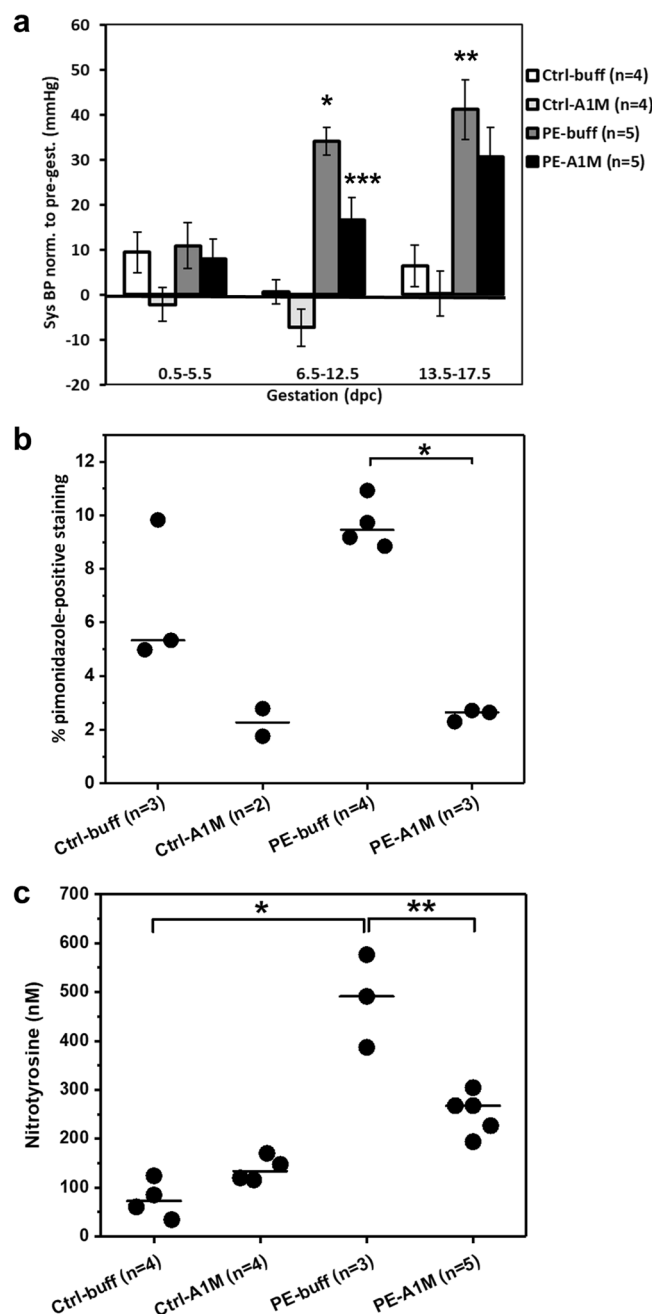 a
Sys BP norm. to pre-gest. (mmHg)
60
50
40
30
20
10
0
-10
-20
*
***
**
0.5-5.5 6.5-12.5 13.5-17.5
Gestation (dpc)
Ctrl-buff (n=4)
Ctrl-A1M (n=4)
PE-buff (n=5)
PE-A1M (n=5)
b
% pimonidazole-positive staining
12
10
8
6
4
2
0
*
Ctrl-buff (n=3) Ctrl-A1M (n=2) PE-buff (n=4) PE-A1M (n=3)
c
Nitrotyrosine (nM)
700
600
500
400
300
200
100
0
* **
Ctrl-buff (n=4) Ctrl-A1M (n=4) PE-buff (n=3) PE-A1M (n=5)